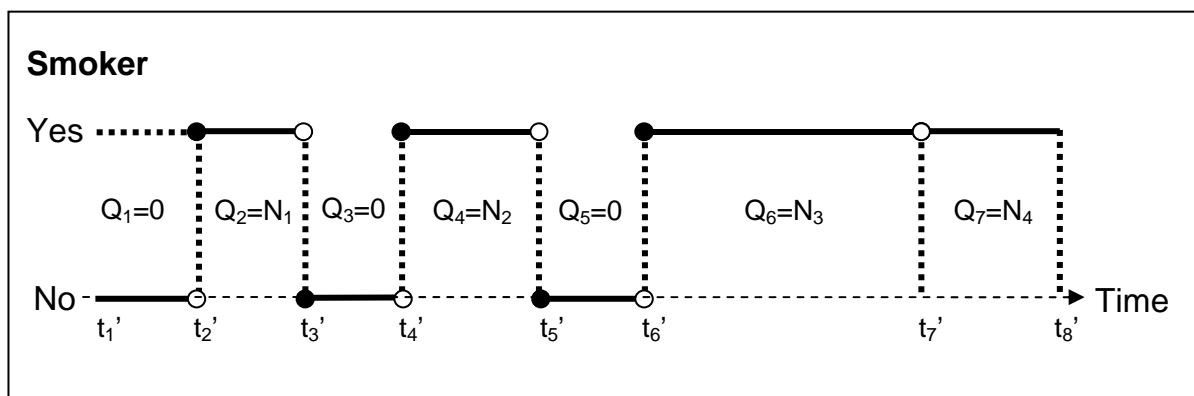 Smoker
Yes
Q₁=0 Q₂=N₁ Q₃=0 Q₄=N₂ Q₅=0 Q₆=N₃ Q₇=N₄
No Time
t₁' t₂' t₃' t₄' t₅' t₆' t₇' t₈'